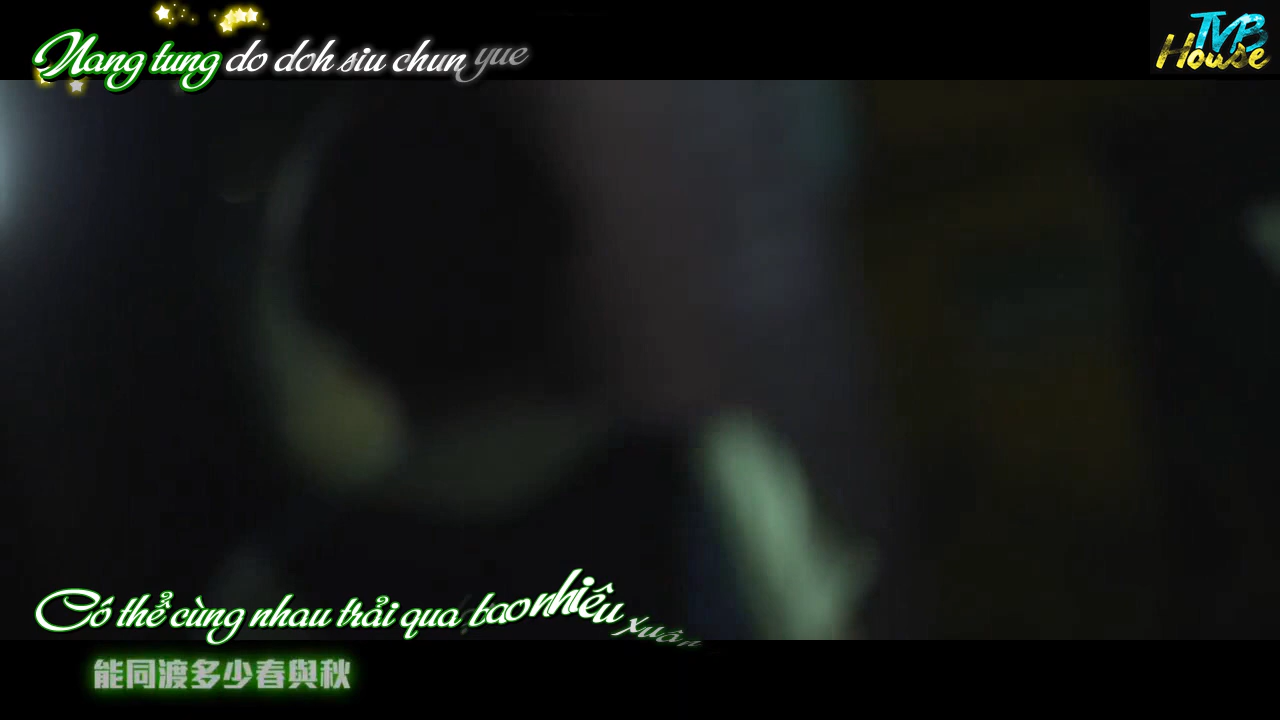 Nang tung do doh siu chun yue
TVB
House
Có thể cùng nhau trải qua bao nhiêu xuân
能同渡多少春與秋